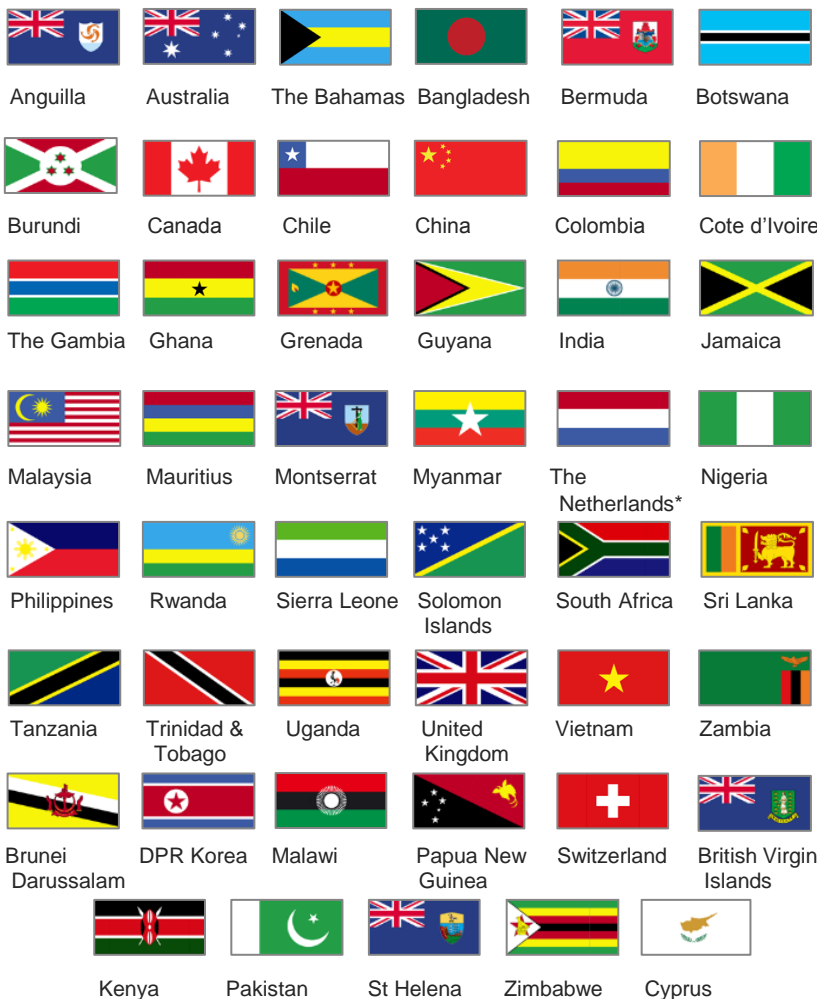 Anguilla Australia The Bahamas Bangladesh Bermuda Botswana
Burundi Canada Chile China Colombia Cote d’Ivoire
The Gambia Ghana Grenada Guyana India Jamaica
Malaysia Mauritius Montserrat Myanmar The Nigeria
Netherlands*
Philippines Rwanda Sierra Leone Solomon South Africa Sri Lanka
Islands
Tanzania Trinidad & Uganda United Vietnam Zambia
Tobago Kingdom
Brunei DPR Korea Malawi Papua New Switzerland British Virgin
Darussalam Guinea Islands
Kenya Pakistan St Helena Zimbabwe Cyprus